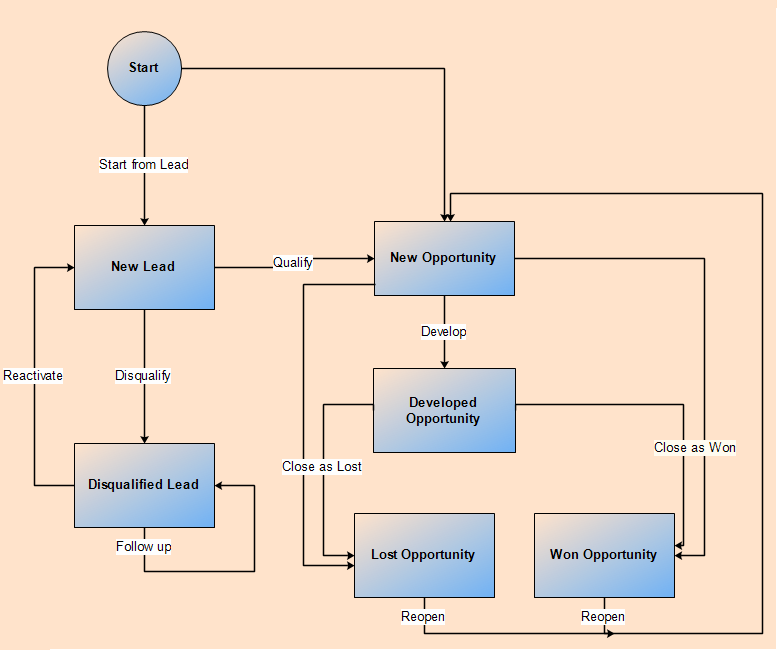 Start
Start from Lead
New Lead
Qualify
New Opportunity
Develop
Reactivate
Disqualify
Developed
Opportunity
Close as Won
Close as Lost
Disqualified Lead
Follow up
Lost Opportunity
Won Opportunity
Reopen
Reopen